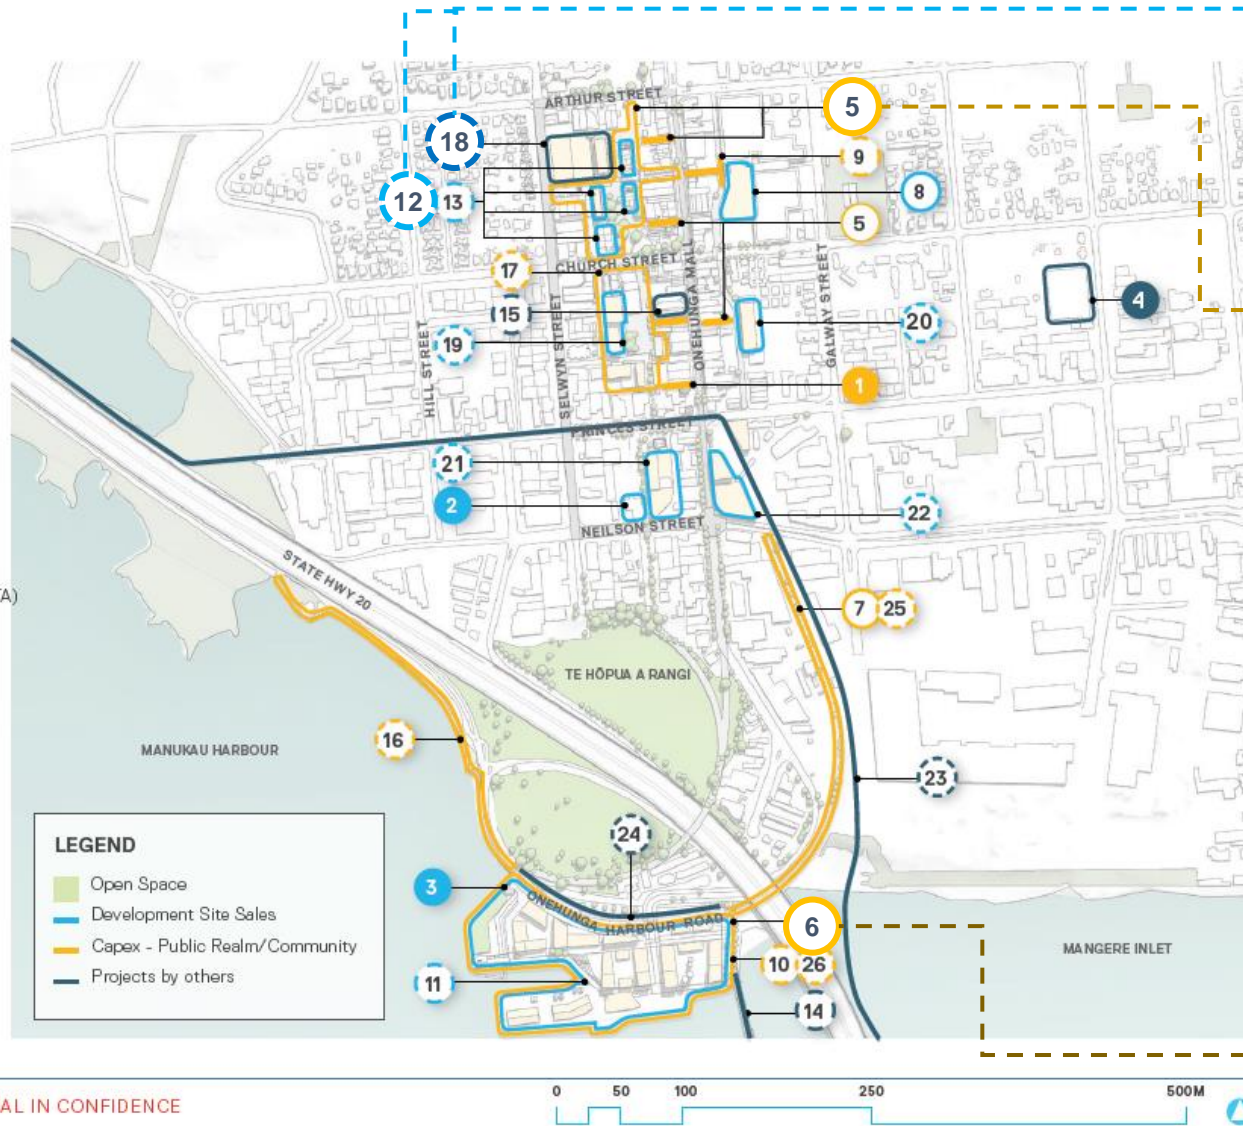 ARTHUR STREET
5
18
9
12
13
8
5
CHURCH STREET
17
ONEHUNGA MALL
GALWAY STREET
4
15
SELWYN STREET
20
HILL STREET
19
1
PRINCES STREET
21
2
22
NEILSON STREET
STATE HWY 20
A)
7 25
TE HŌPUA A RANGI
16
MANUKAU HARBOUR
23
24
LEGEND
Open Space
Development Site Sales
Capex - Public Realm/Community
Projects by others
3
ONEHUNGA HARBOUR ROAD
6
10 26
MANGERE INLET
11
14
0 50 100 250 500M
AL IN CONFIDENCE